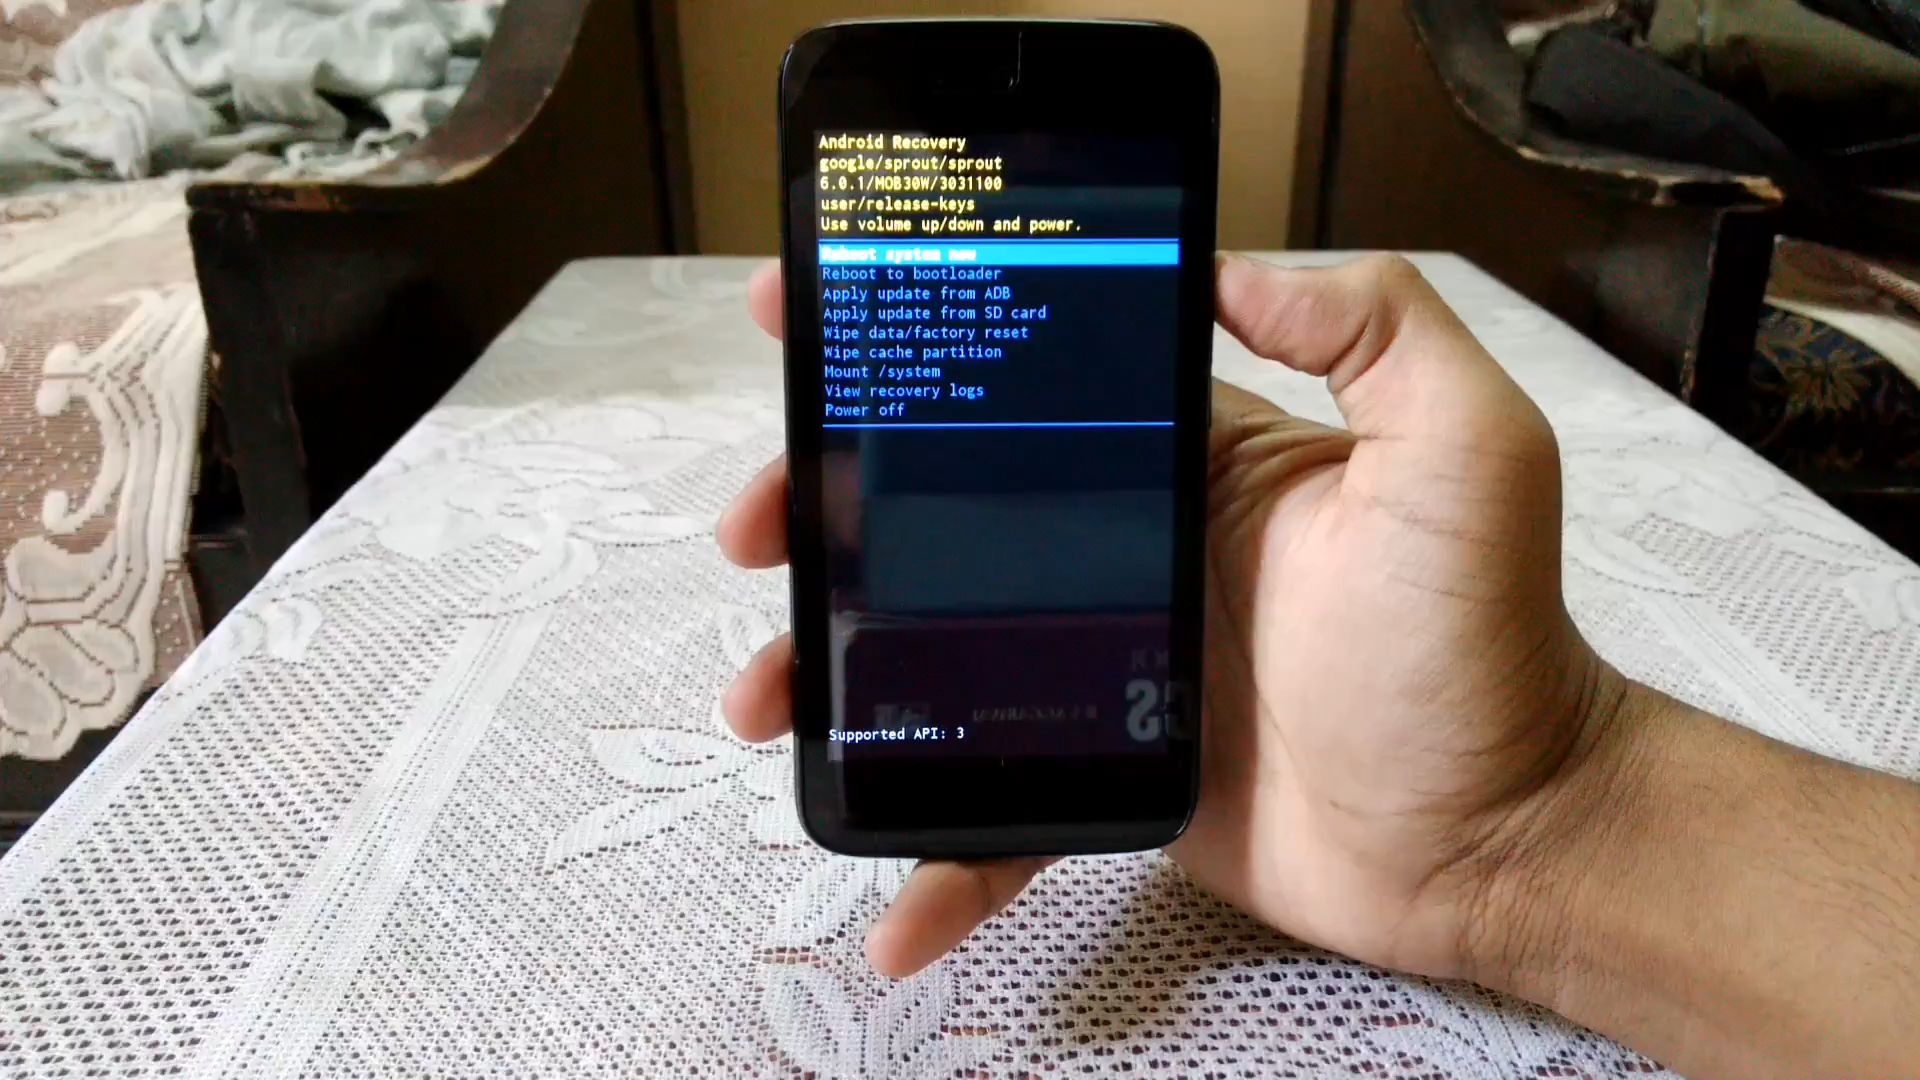 Android Recovery
google/sprout/sprout
6.0.1/MOB30W/3031100
user/release-keys
Use volume up/down and power.
Reboot system now
Reboot to bootloader
Apply update from ADB
Apply update from SD card
Wipe data/factory reset
Wipe cache partition
Mount /system
View recovery logs
Power off
Supported API: 3